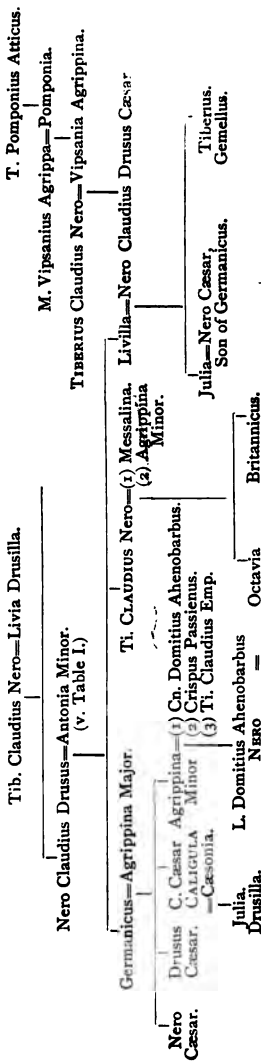 T. Pomponius Atticus.
Tib. Claudius Nero=Livia Drusilla.
M. Vipsanius Agrippa=Pomponia.
Nero Claudius Drusus=Antonia Minor.
(v. Table I.)
TIBERIUS Claudius Nero=Vipsania Agrippina.
Germanicus=Agrippina Major.
Ti. CLAUDIUS Nero=(1) Messalina.
(2) Agrippina
Minor.
Livilla=Nero Claudius Drusus Cæsar
Nero
Cæsar.
Drusus
Cæsar.
C. Cæsar
CALIGULA
=Cæsonia.
Agrippina=(1) Cn. Domitius Ahenobarbus.
Minor (2) Crispus Passienus.
(3) Ti. Claudius Emp.
Julia=Nero Cæsar,
Son of Germanicus.
Tiberius.
Gemellus.
Julia.
Drusilla.
L. Domitius Ahenobarbus
NERO
=
Octavia
Britannicus.